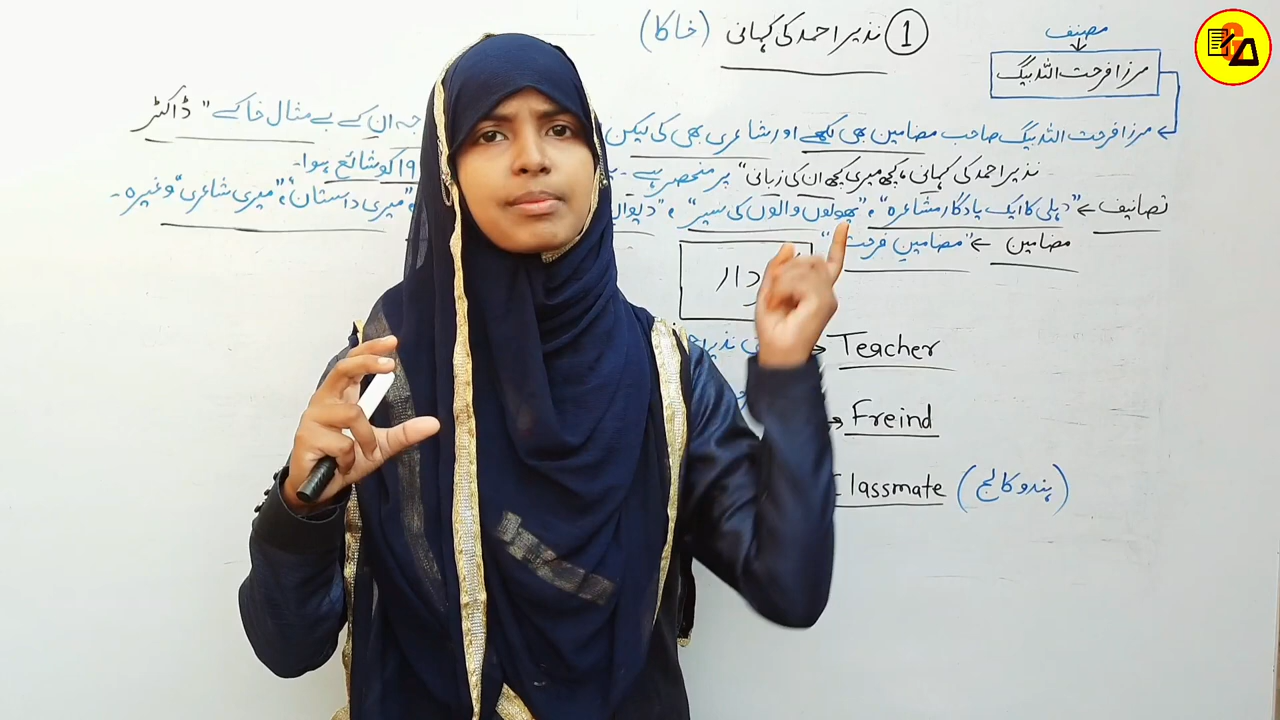 ① نذیر احمد کی کہانی (خاکا)
مصنف
مرزا فرحت اللہ بیگ
مرزا فرحت اللہ بیگ صاحب مضامین بھی لکھے اور شاعری بھی کی لیکن جہ ان کے بے مثال خاکے "ڈاکٹر
نذیر احمد کی کہانی، کچھ میری کچھ ان کی زبانی" پر منحصر ہے۔ ۱۹ کو شائع ہوا۔
تصانیف ← "دہلی کا ایک یادگار مشاعرہ"، "پھولوں والوں کی سیر"، "میری داستان"، "میری شاعری" وغیرہ۔
مضامین ← "مضامینِ فرحت"
Teacher
Freind
lassmate (ہندو کالج)